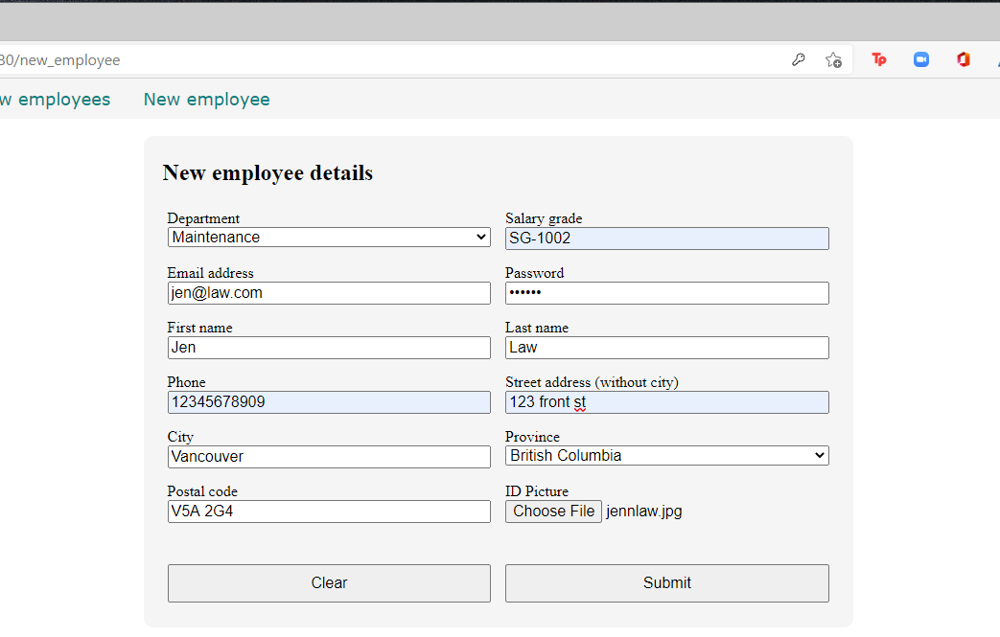 80/new_employee
Tp
w employees New employee
New employee details
Department Salary grade
Maintenance SG-1002
Email address Password
jen@law.com ••••••
First name Last name
Jen Law
Phone Street address (without city)
12345678909 123 front st
City Province
Vancouver British Columbia
Postal code ID Picture
V5A 2G4 Choose File jennlaw.jpg
Clear Submit